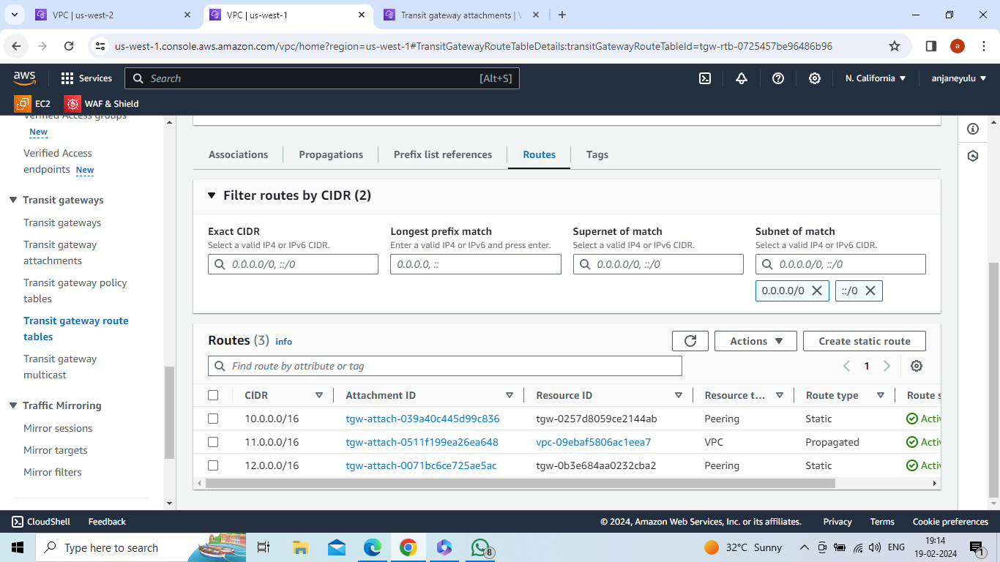 VPC | us-west-2
VPC | us-west-1
Transit gateway attachments | V
us-west-1.console.aws.amazon.com/vpc/home?region=us-west-1#TransitGatewayRouteTableDetails:transitGatewayRouteTableId=tgw-rtb-0725457be96486b96
a
aws
Services
Search
[Alt+S]
N. California
anjaneyulu
EC2
WAF & Shield
Verified Access groups
New
Verified Access
endpoints New
Transit gateways
Transit gateways
Transit gateway
attachments
Transit gateway policy
tables
Transit gateway route
tables
Transit gateway
multicast
Traffic Mirroring
Mirror sessions
Mirror targets
Mirror filters
Associations Propagations Prefix list references Routes Tags
Filter routes by CIDR (2)
Exact CIDR Longest prefix match Supernet of match Subnet of match
Select a valid IP4 or IPv6 CIDR. Enter a valid IP4 or IPv6 and press enter. Select a valid IP4 or IPv6 CIDR. Select a valid IP4 or IPv6 CIDR.
0.0.0.0/0, ::/0 0.0.0.0, :: 0.0.0.0/0, ::/0 0.0.0.0/0, ::/0
0.0.0.0/0 ::/0
Routes (3) info
Actions
Create static route
Find route by attribute or tag
1
CIDR Attachment ID Resource ID Resource t... Route type Route s
10.0.0.0/16 tgw-attach-039a40c445d99c836 tgw-0257d8059ce2144ab Peering Static Activ
11.0.0.0/16 tgw-attach-0511f199ea26ea648 vpc-09ebaf5806ac1eea7 VPC Propagated Activ
12.0.0.0/16 tgw-attach-0071bc6ce725ae5ac tgw-0b3e684aa0232cba2 Peering Static Activ
CloudShell Feedback
© 2024, Amazon Web Services, Inc. or its affiliates. Privacy Terms Cookie preferences
Type here to search
8
32°C Sunny
ENG
19:14
19-02-2024
1